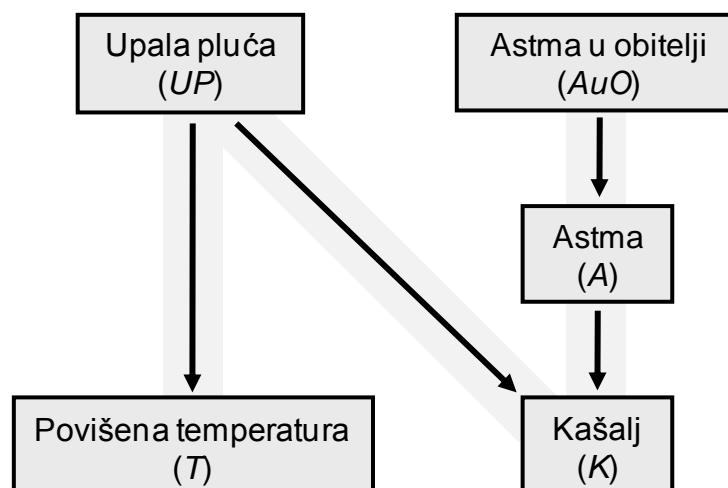 Upala pluća
(UP)
Astma u obitelji
(AuO)
Astma
(A)
Povišena temperatura
(T)
Kašalj
(K)